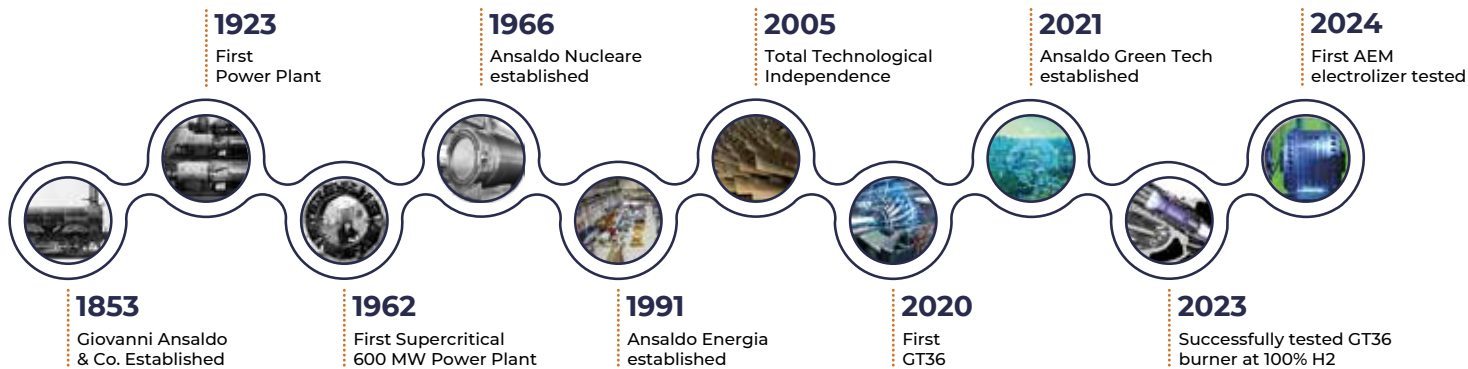 1923
First
Power Plant
1966
Ansaldo Nucleare
established
2005
Total Technological
Independence
2021
Ansaldo Green Tech
established
2024
First AEM
electrolizer tested
1853
Giovanni Ansaldo
& Co. Established
1962
First Supercritical
600 MW Power Plant
1991
Ansaldo Energia
established
2020
First
GT36
2023
Successfully tested GT36
burner at 100% H2